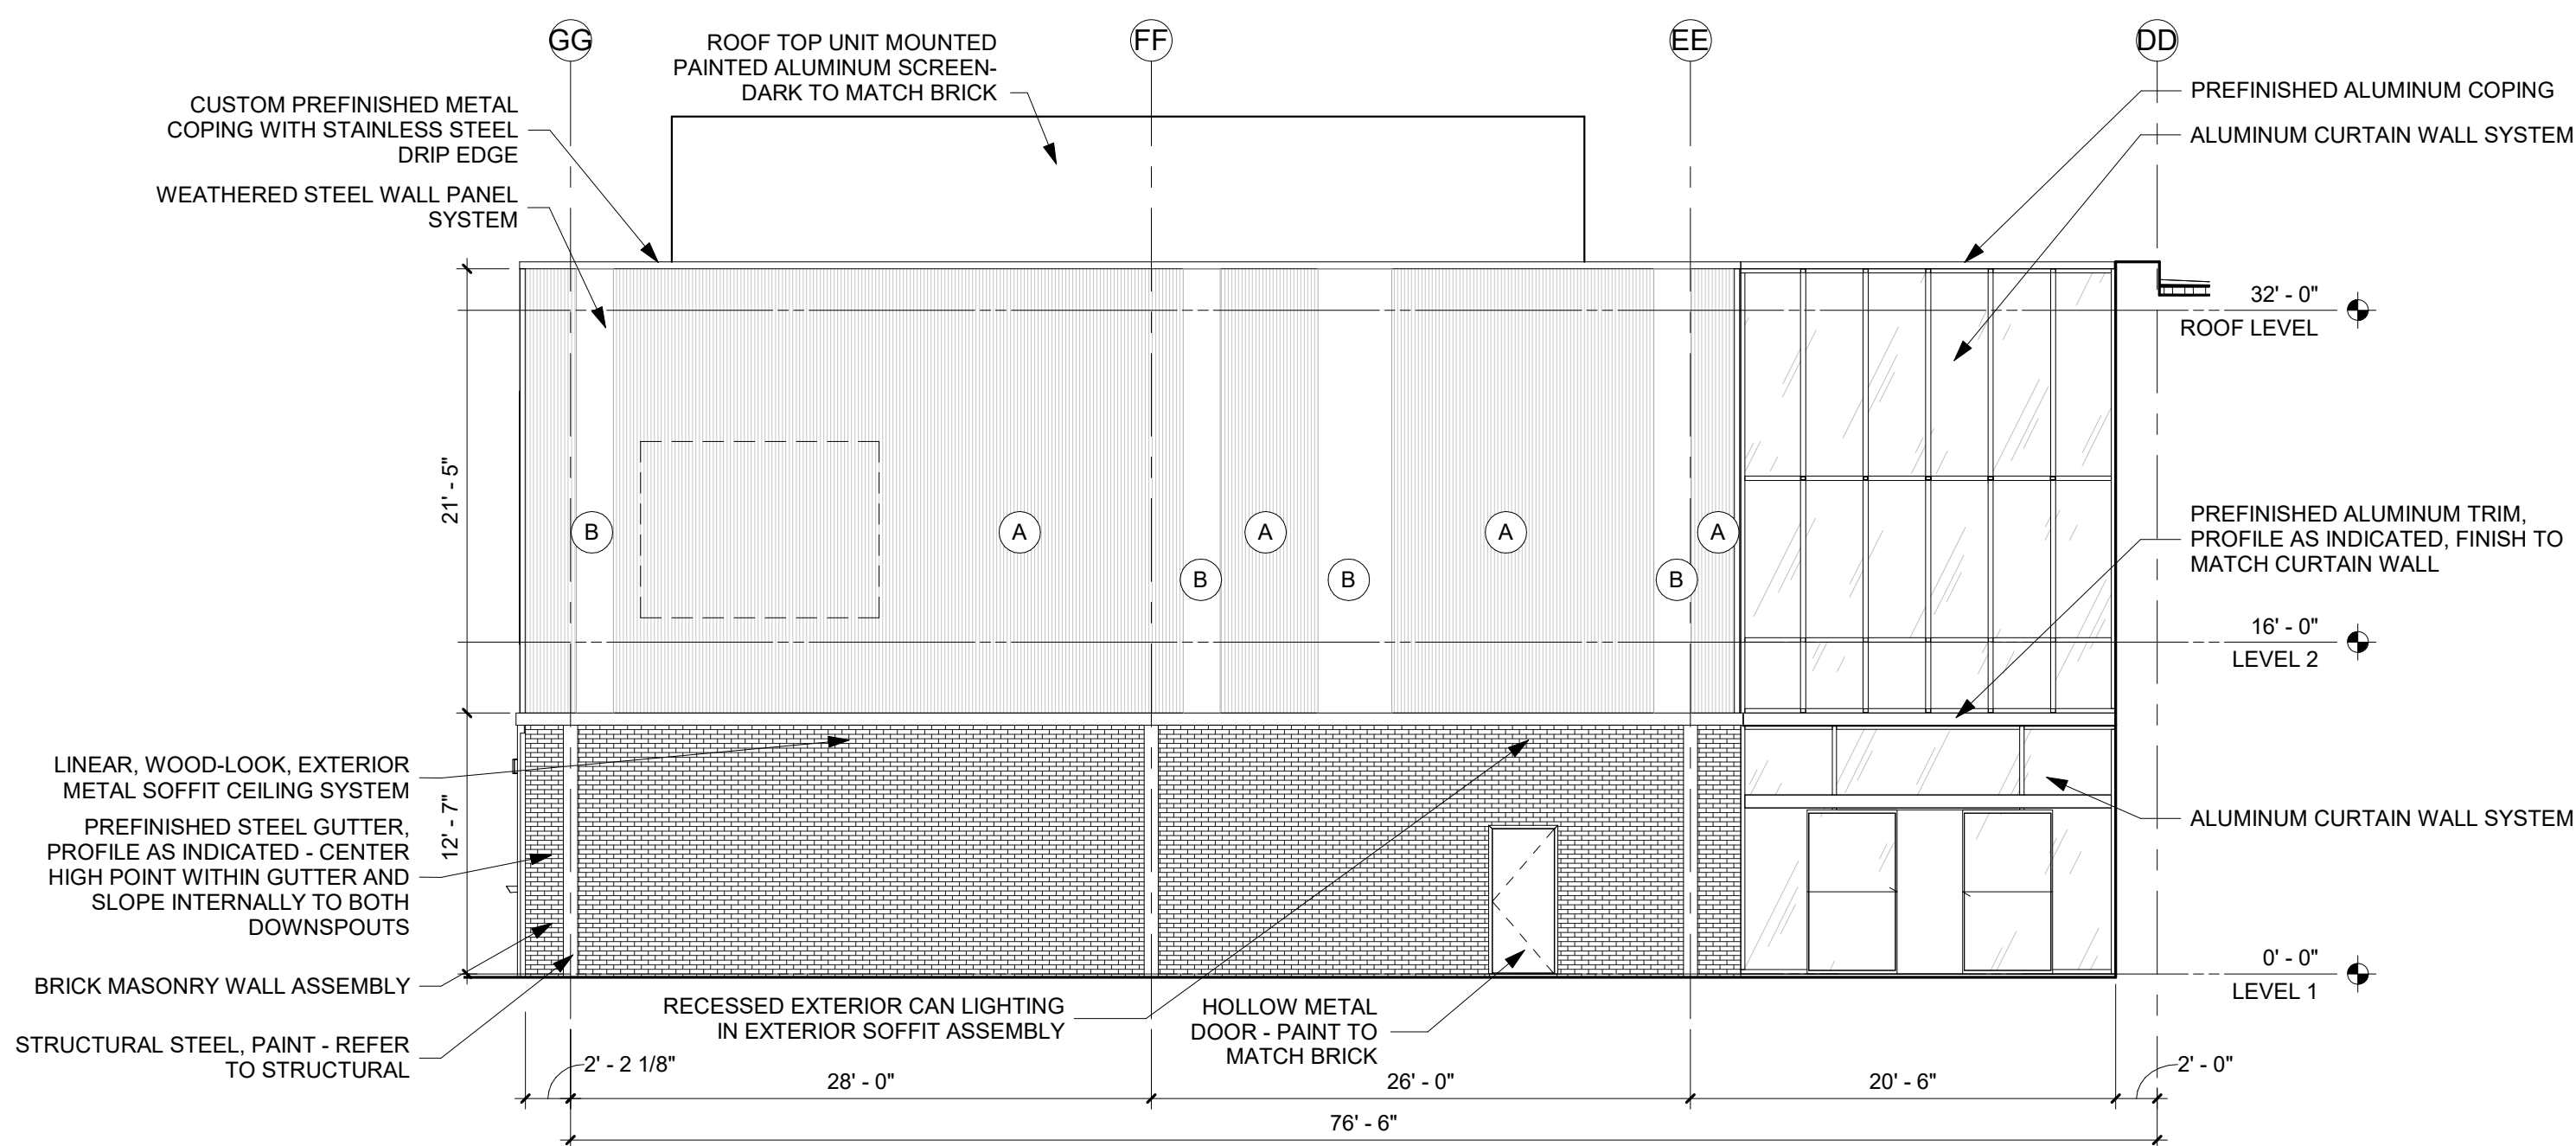 GG
FF
EE
DD
ROOF TOP UNIT MOUNTED
PAINTED ALUMINUM SCREEN-
DARK TO MATCH BRICK
CUSTOM PREFINISHED METAL
COPING WITH STAINLESS STEEL
DRIP EDGE
WEATHERED STEEL WALL PANEL
SYSTEM
PREFINISHED ALUMINUM COPING
ALUMINUM CURTAIN WALL SYSTEM
32' - 0"
ROOF LEVEL
21' - 5"
B
A
A
A
A
B
B
B
PREFINISHED ALUMINUM TRIM,
PROFILE AS INDICATED, FINISH TO
MATCH CURTAIN WALL
16' - 0"
LEVEL 2
LINEAR, WOOD-LOOK, EXTERIOR
METAL SOFFIT CEILING SYSTEM
12' - 7"
PREFINISHED STEEL GUTTER,
PROFILE AS INDICATED - CENTER
HIGH POINT WITHIN GUTTER AND
SLOPE INTERNALLY TO BOTH
DOWNSPOUTS
ALUMINUM CURTAIN WALL SYSTEM
BRICK MASONRY WALL ASSEMBLY
0' - 0"
LEVEL 1
RECESSED EXTERIOR CAN LIGHTING
IN EXTERIOR SOFFIT ASSEMBLY
HOLLOW METAL
DOOR - PAINT TO
MATCH BRICK
STRUCTURAL STEEL, PAINT - REFER
TO STRUCTURAL
2' - 2 1/8"
28' - 0"
26' - 0"
20' - 6"
2' - 0"
76' - 6"